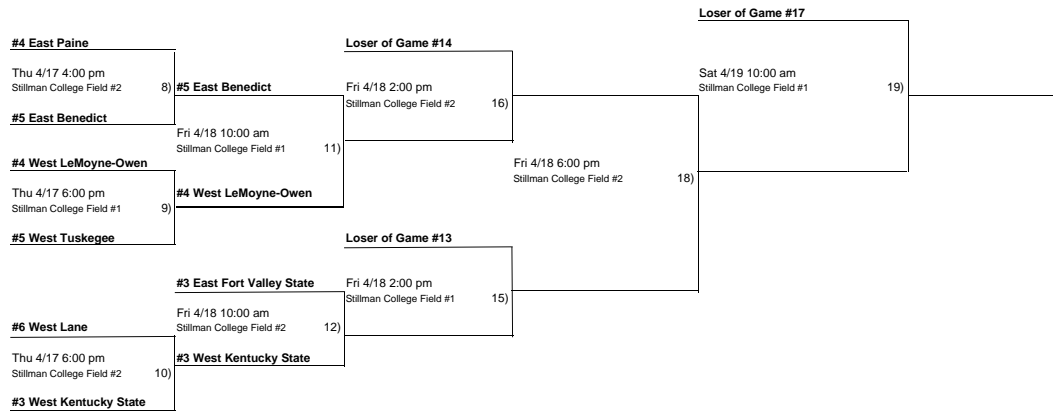 Loser of Game #17
#4 East Paine
Loser of Game #14
Thu 4/17 4:00 pm
Stillman College Field #2 8)
#5 East Benedict
Fri 4/18 2:00 pm
Stillman College Field #2 16)
Sat 4/19 10:00 am
Stillman College Field #1 19)
#5 East Benedict
Fri 4/18 10:00 am
Stillman College Field #1 11)
#4 West LeMoyne-Owen
Fri 4/18 6:00 pm
Stillman College Field #2 18)
Thu 4/17 6:00 pm
Stillman College Field #1 9)
#4 West LeMoyne-Owen
#5 West Tuskegee
Loser of Game #13
#3 East Fort Valley State
Fri 4/18 2:00 pm
Stillman College Field #1 15)
Fri 4/18 10:00 am
Stillman College Field #2 12)
#6 West Lane
Thu 4/17 6:00 pm
Stillman College Field #2 10)
#3 West Kentucky State
#3 West Kentucky State